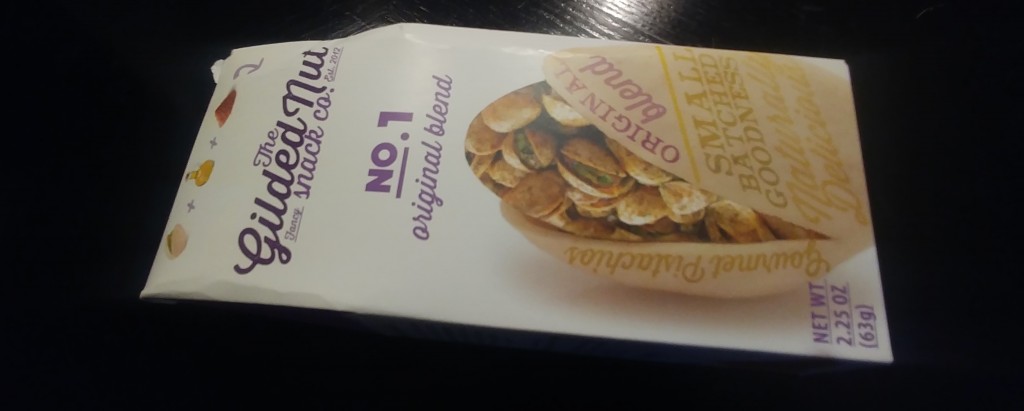 The
Gilded Nut
Fancy snack co. Est. 2012
NO. 1
original blend
ORIGINAL
blend
SMALL
BATCHED
GOODNESS
Naturally
Delicious
Gourmet Pistachios
NET WT
2.25 OZ
(63g)